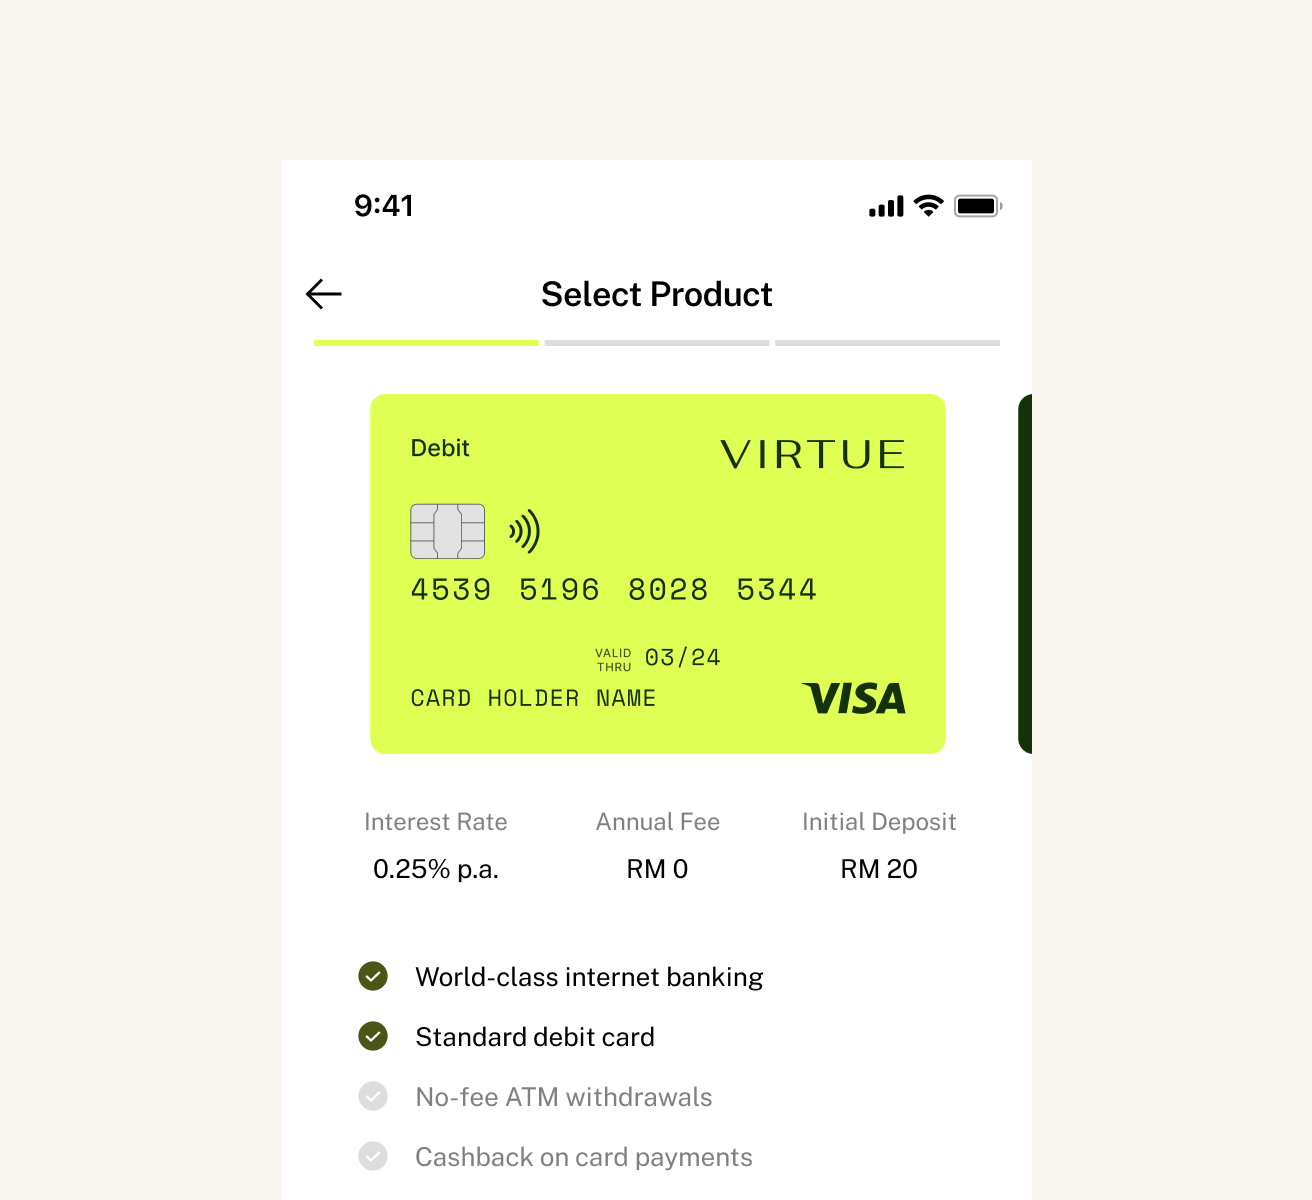 9:41
Select Product
Debit
VIRTUE
4539 5196 8028 5344
VALID THRU 03/24
CARD HOLDER NAME
VISA
Interest Rate
Annual Fee
Initial Deposit
0.25% p.a.
RM 0
RM 20
World-class internet banking
Standard debit card
No-fee ATM withdrawals
Cashback on card payments